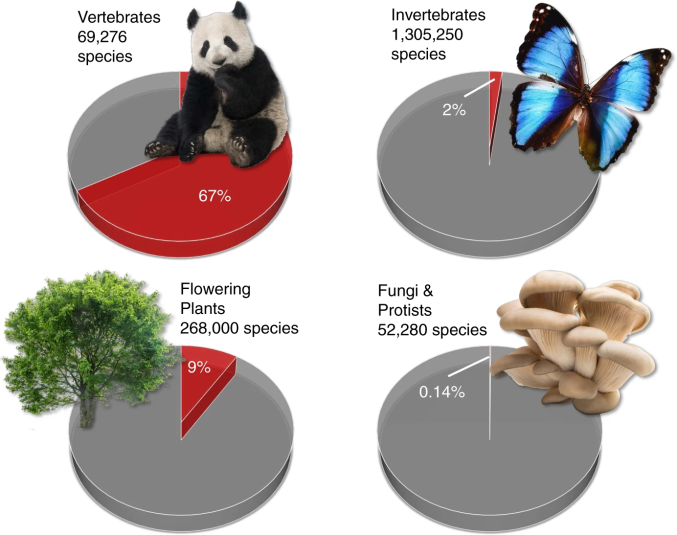 Vertebrates
69,276
species
67%
Invertebrates
1,305,250
species
2%
Flowering
Plants
268,000 species
9%
Fungi &
Protists
52,280 species
0.14%